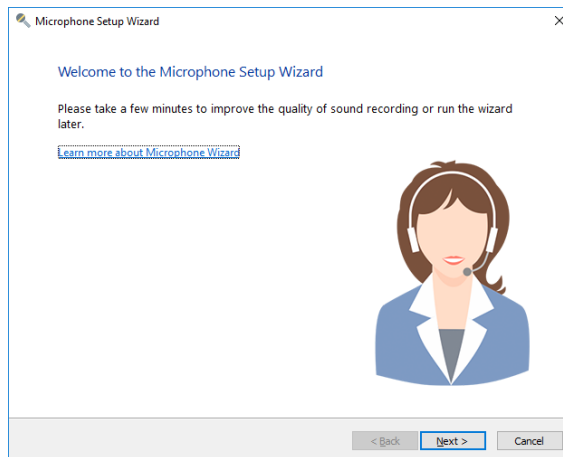 Microphone Setup Wizard
Welcome to the Microphone Setup Wizard
Please take a few minutes to improve the quality of sound recording or run the wizard
later.
Learn more about Microphone Wizard
< Back Next > Cancel